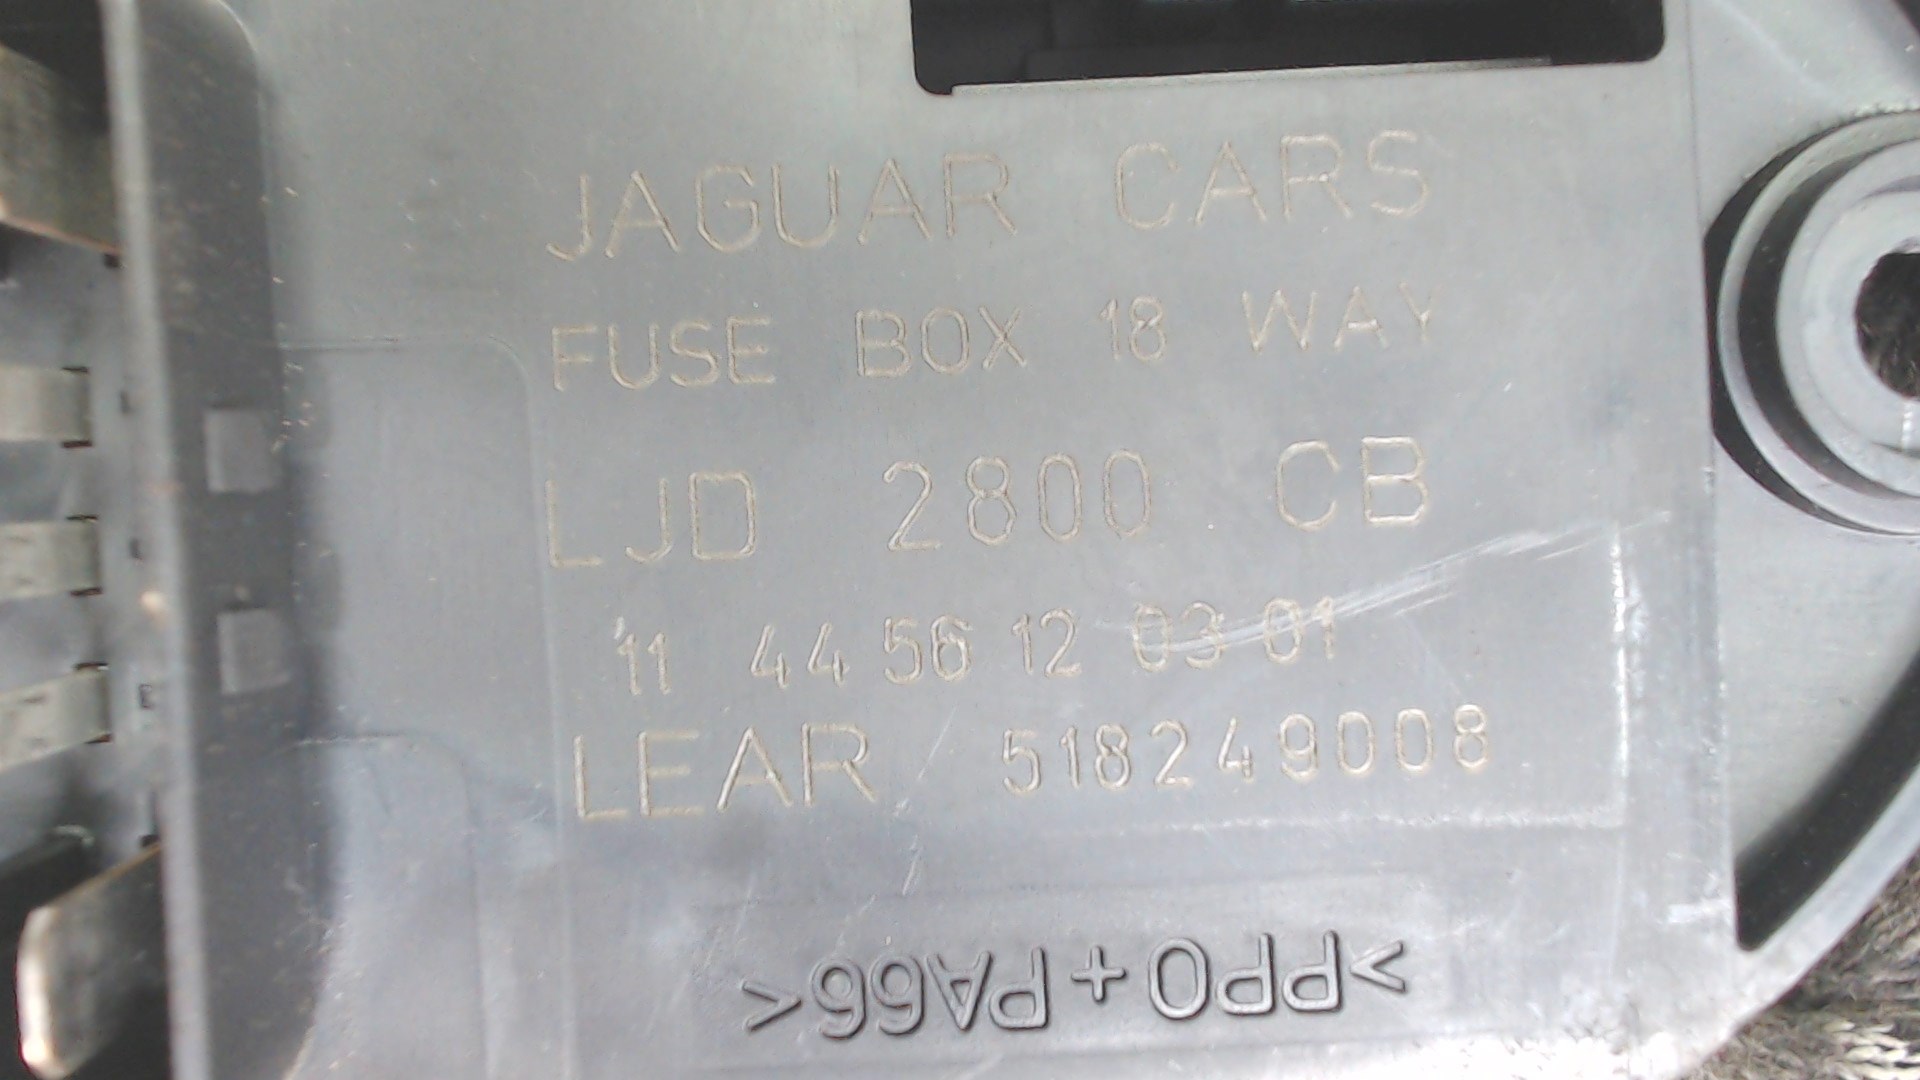 JAGUAR CARS
FUSE BOX 18 WAY
LJD 2800 CB
11 44 56 12 03 01
LEAR 518249008
>PPO+PA66<